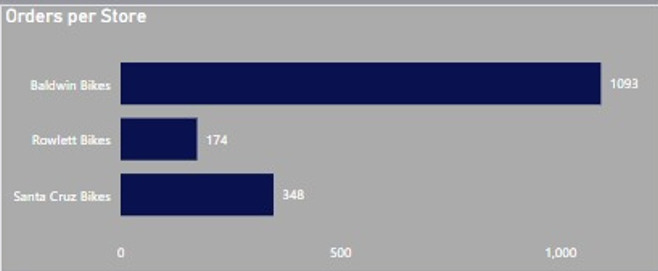 Orders per Store
Baldwin Bikes 1093
Rowlett Bikes 174
Santa Cruz Bikes 348
0 500 1,000